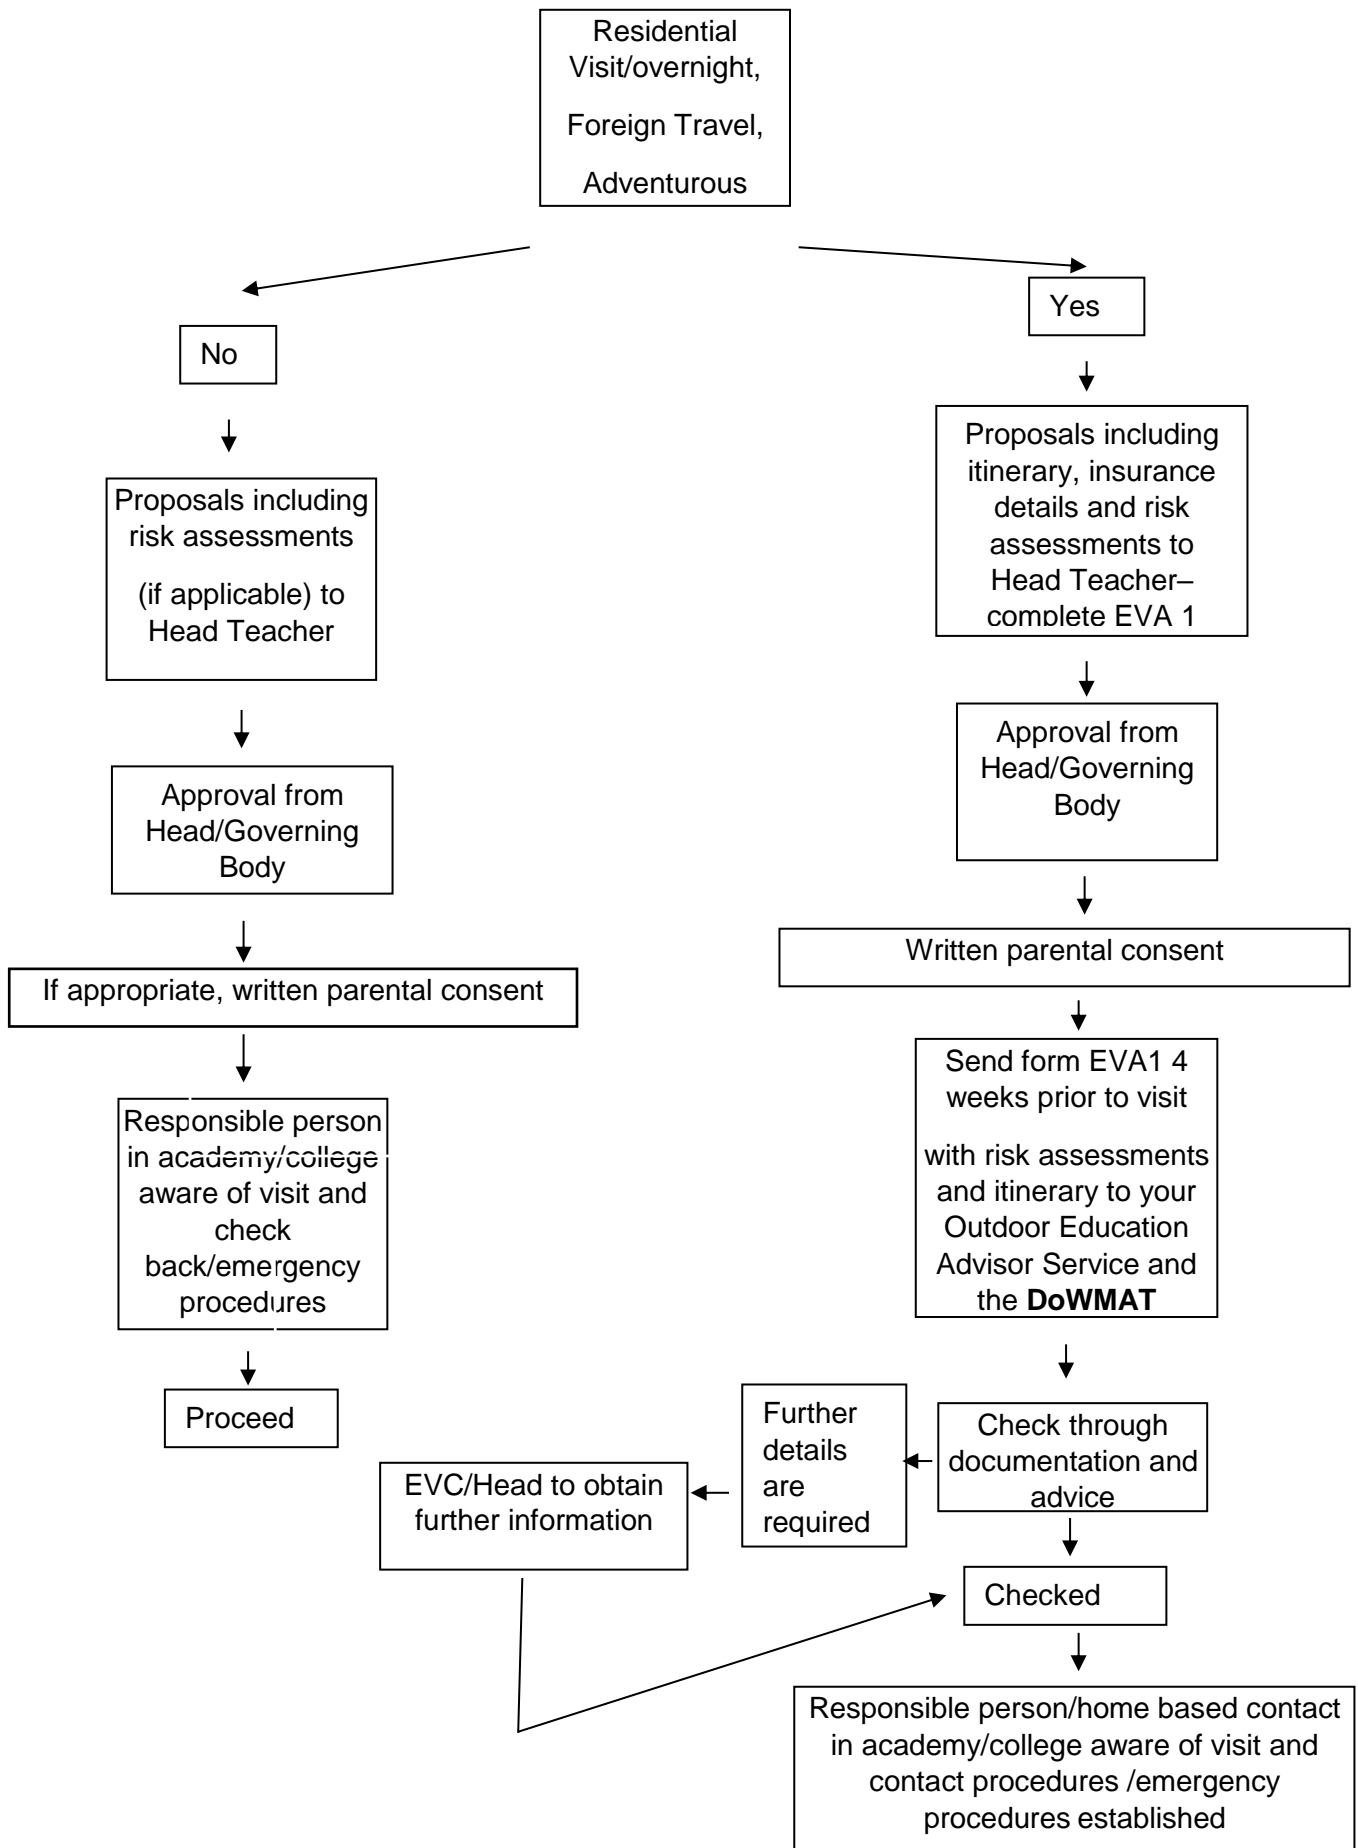 Residential
Visit/overnight,
Foreign Travel,
Adventurous
No
Proposals including
risk assessments
(if applicable) to
Head Teacher
Approval from
Head/Governing
Body
If appropriate, written parental consent
Responsible person
in academy/college
aware of visit and
check
back/emergency
procedures
Proceed
Yes
Proposals including
itinerary, insurance
details and risk
assessments to
Head Teacher–
complete EVA 1
Approval from
Head/Governing
Body
Written parental consent
Send form EVA1 4
weeks prior to visit
with risk assessments
and itinerary to your
Outdoor Education
Advisor Service and
the DoWMAT
Check through
documentation and
advice
Further
details
are
required
EVC/Head to obtain
further information
Checked
Responsible person/home based contact
in academy/college aware of visit and
contact procedures /emergency
procedures established